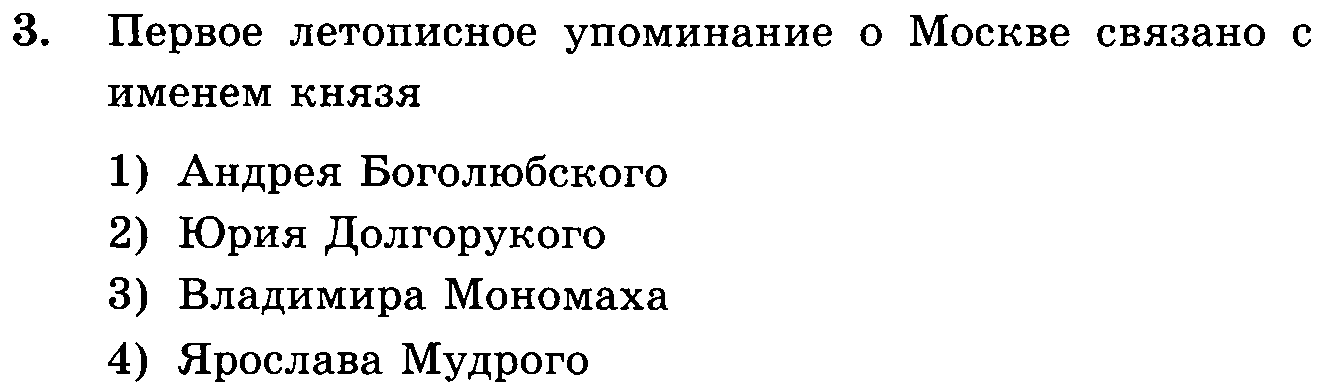 3. Первое летописное упоминание о Москве связано с
именем князя
1) Андрея Боголюбского
2) Юрия Долгорукого
3) Владимира Мономаха
4) Ярослава Мудрого